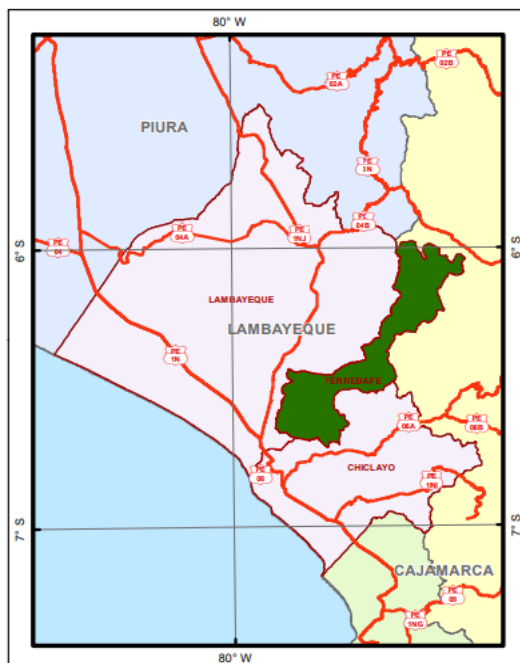 80° W
PE
02B
PE
02A
PIURA
PE
1N
PE
04B
PE
04A
PE
1NJ
PE
04
6° S
6° S
LAMBAYEQUE
LAMBAYEQUE
PE
1N
FERREÑAFE
PE
06A
PE
06B
CHICLAYO
PE
06
PE
1NI
7° S
7° S
CAJAMARCA
PE
08
PE
1NG
80° W